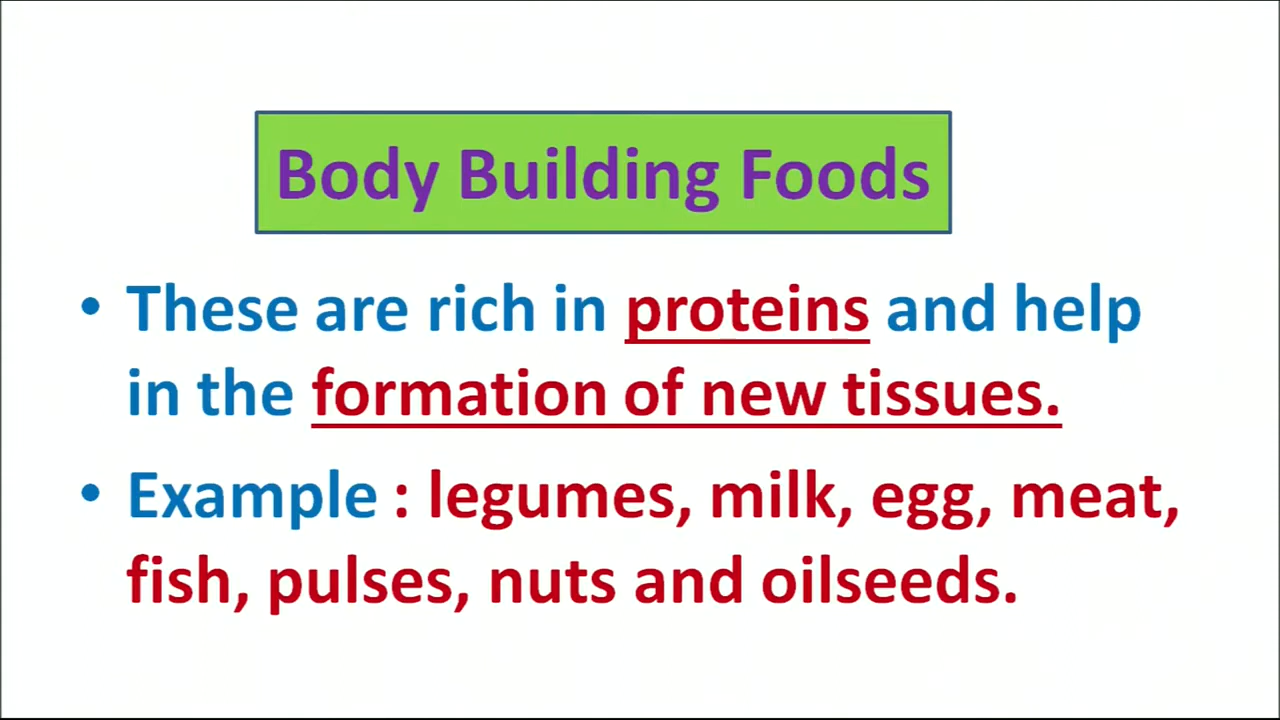 Body Building Foods
• These are rich in proteins and help
in the formation of new tissues.
• Example : legumes, milk, egg, meat,
fish, pulses, nuts and oilseeds.